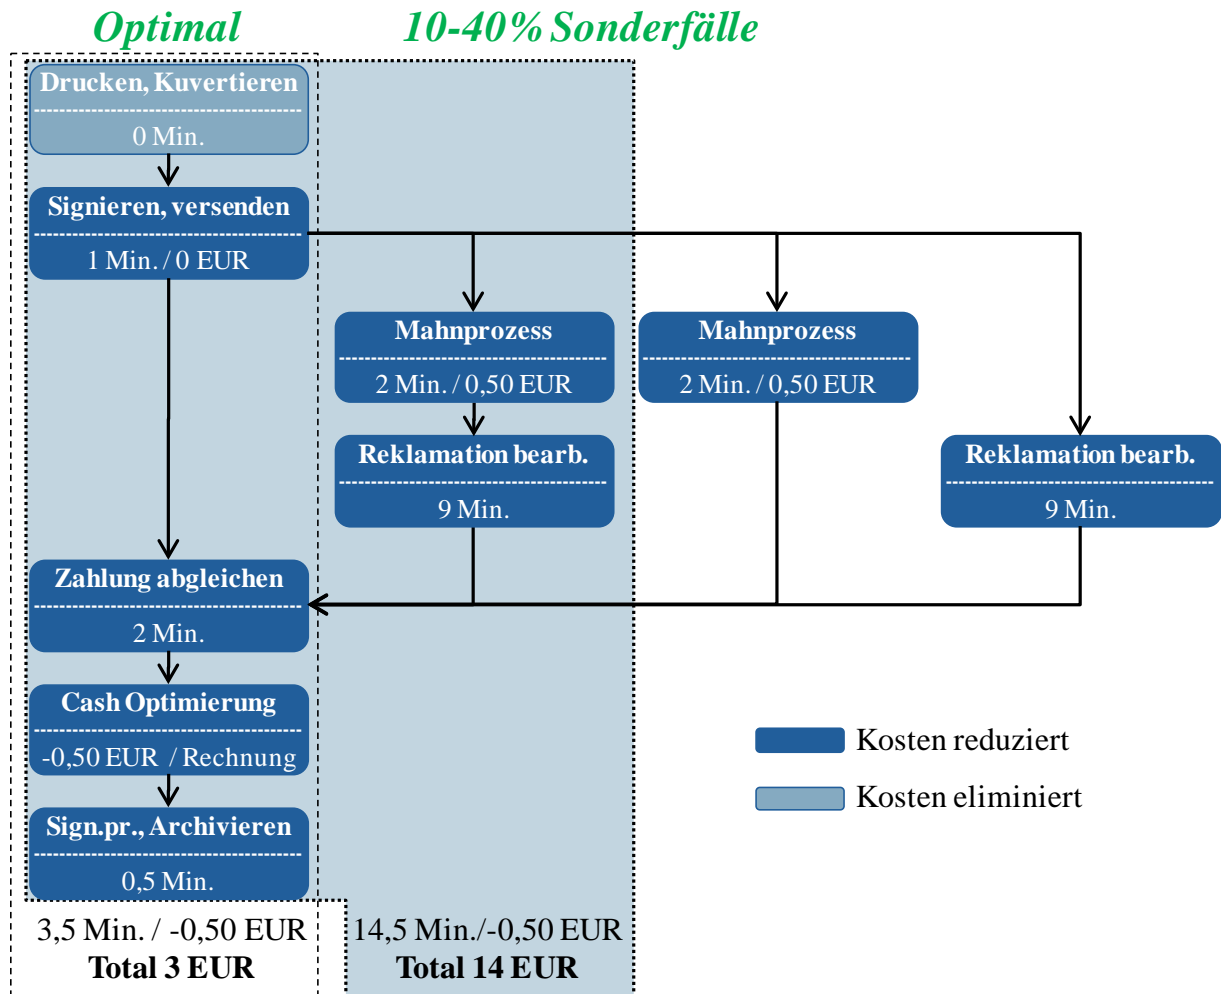 Optimal
10-40% Sonderfälle
Drucken, Kuvertieren
0 Min.
Signieren, versenden
1 Min. / 0 EUR
Mahnprozess
2 Min. / 0,50 EUR
Mahnprozess
2 Min. / 0,50 EUR
Reklamation bearb.
9 Min.
Reklamation bearb.
9 Min.
Zahlung abgleichen
2 Min.
Cash Optimierung
-0,50 EUR / Rechnung
Sign.pr., Archivieren
0,5 Min.
Kosten reduziert
Kosten eliminiert
3,5 Min. / -0,50 EUR
Total 3 EUR
14,5 Min./-0,50 EUR
Total 14 EUR